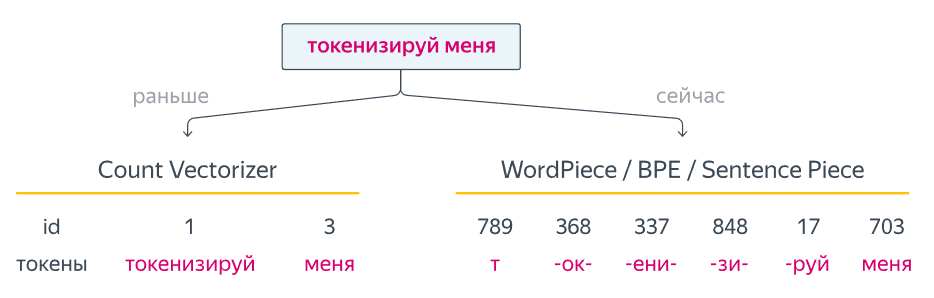 токенизируй меня
раньше
сейчас
Count Vectorizer
WordPiece / BPE / Sentence Piece
id 1 3
789 368 337 848 17 703
токены токенизируй меня
т -ок- -ени- -зи- -руй меня